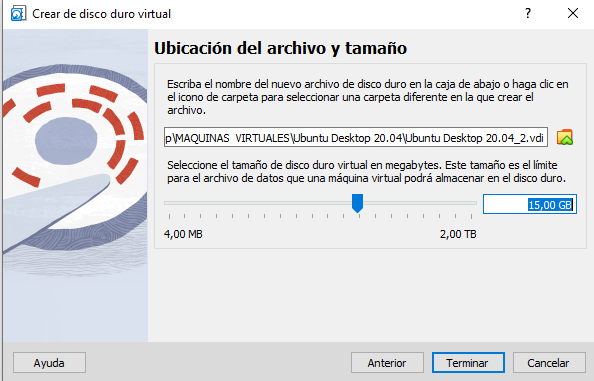 Crear de disco duro virtual
?
Ubicación del archivo y tamaño
Escriba el nombre del nuevo archivo de disco duro en la caja de abajo o haga clic en
el icono de carpeta para seleccionar una carpeta diferente en la que crear el
archivo.
p\MAQUINAS_VIRTUALES\Ubuntu Desktop 20.04\Ubuntu Desktop 20.04_2.vdi
Seleccione el tamaño de disco duro virtual en megabytes. Este tamaño es el límite
para el archivo de datos que una máquina virtual podrá almacenar en el disco duro.
15,00 GB
4,00 MB 2,00 TB
Ayuda Anterior Terminar Cancelar